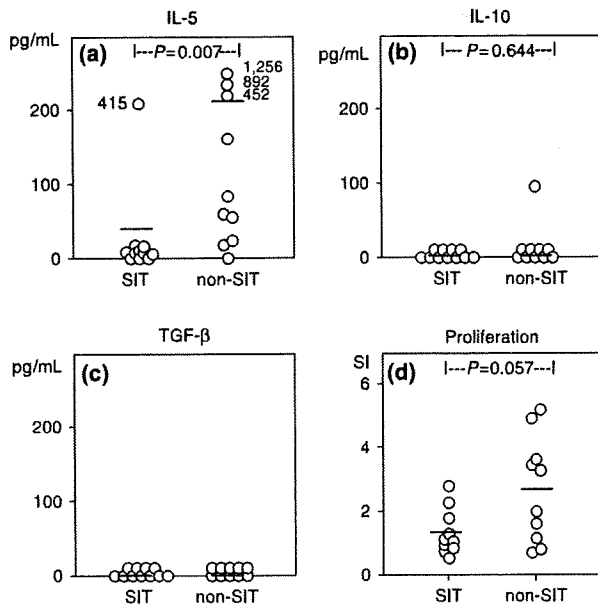 IL-5
pg/mL
(a)
I---P=0.007---I
1,256
892
452
415
200
100
0
SIT
non-SIT
IL-10
pg/mL
(b)
I---P=0.644---I
200
100
0
SIT
non-SIT
TGF-β
pg/mL
(c)
200
100
0
SIT
non-SIT
Proliferation
SI
(d)
I---P=0.057---I
6
4
2
0
SIT
non-SIT